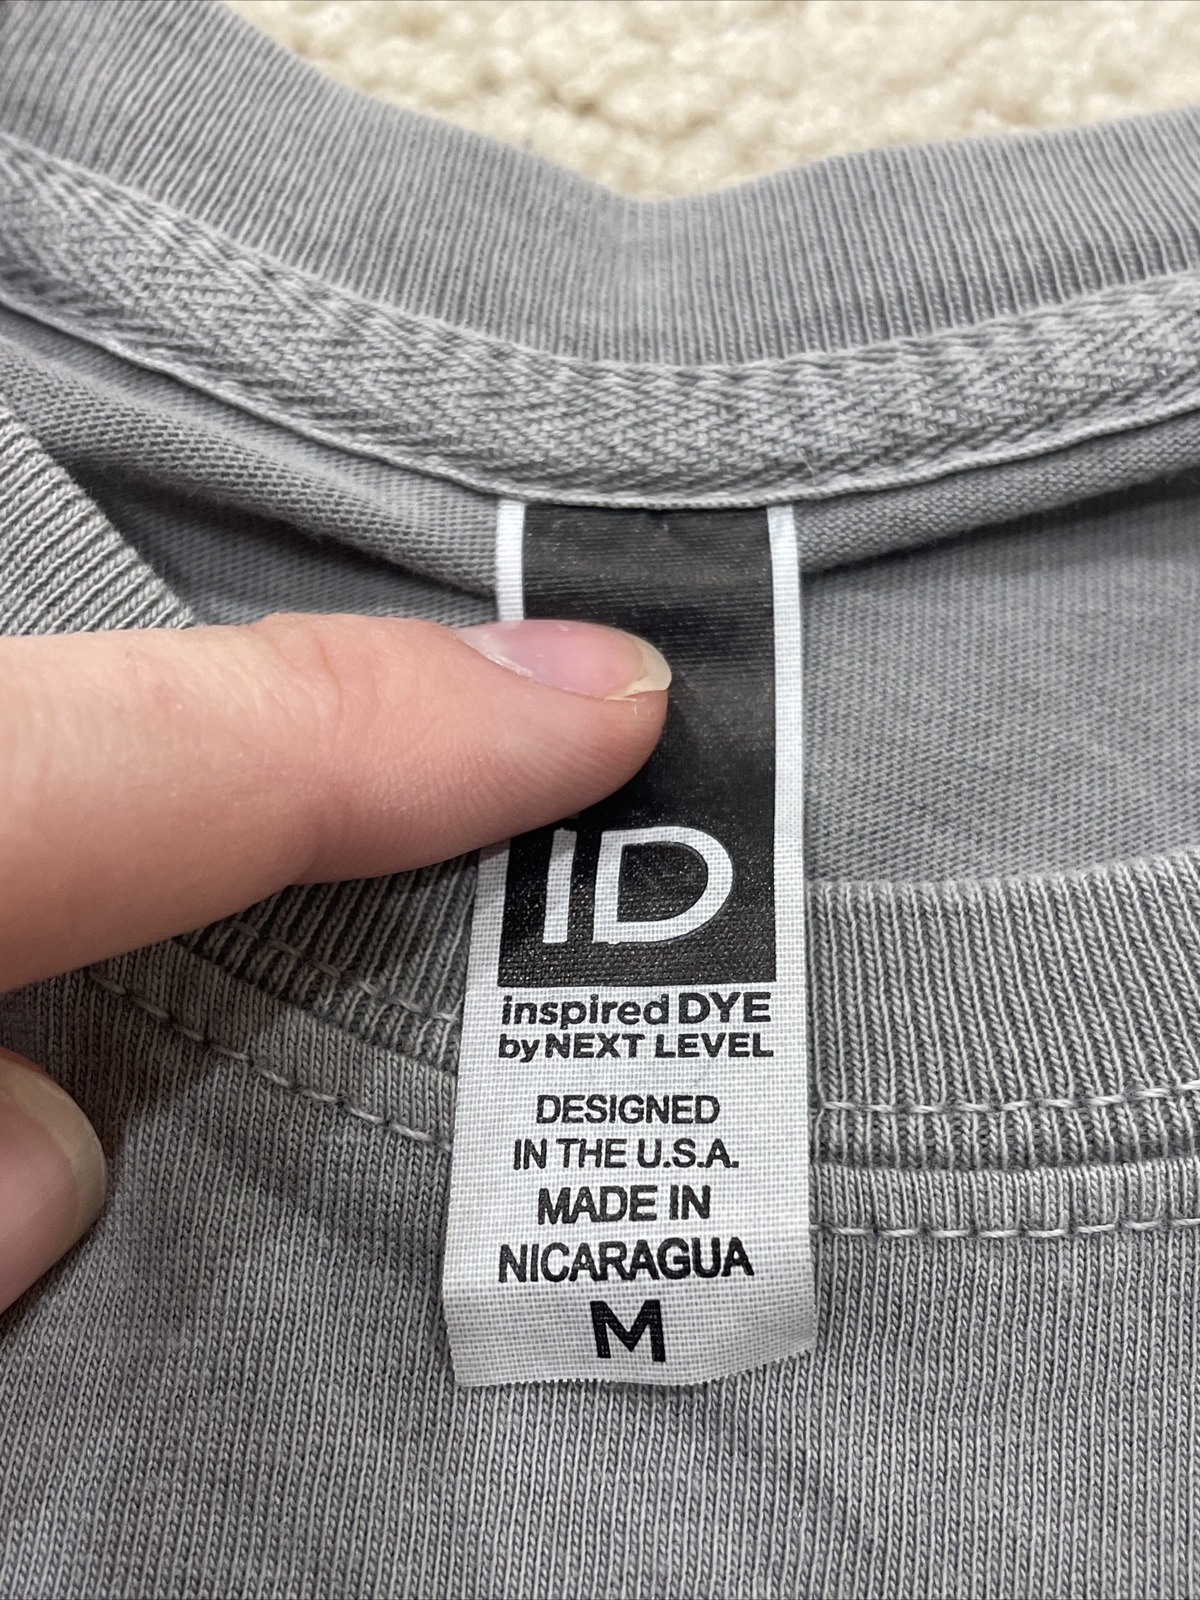 iD
inspired DYE
by NEXT LEVEL
DESIGNED
IN THE U.S.A.
MADE IN
NICARAGUA
M